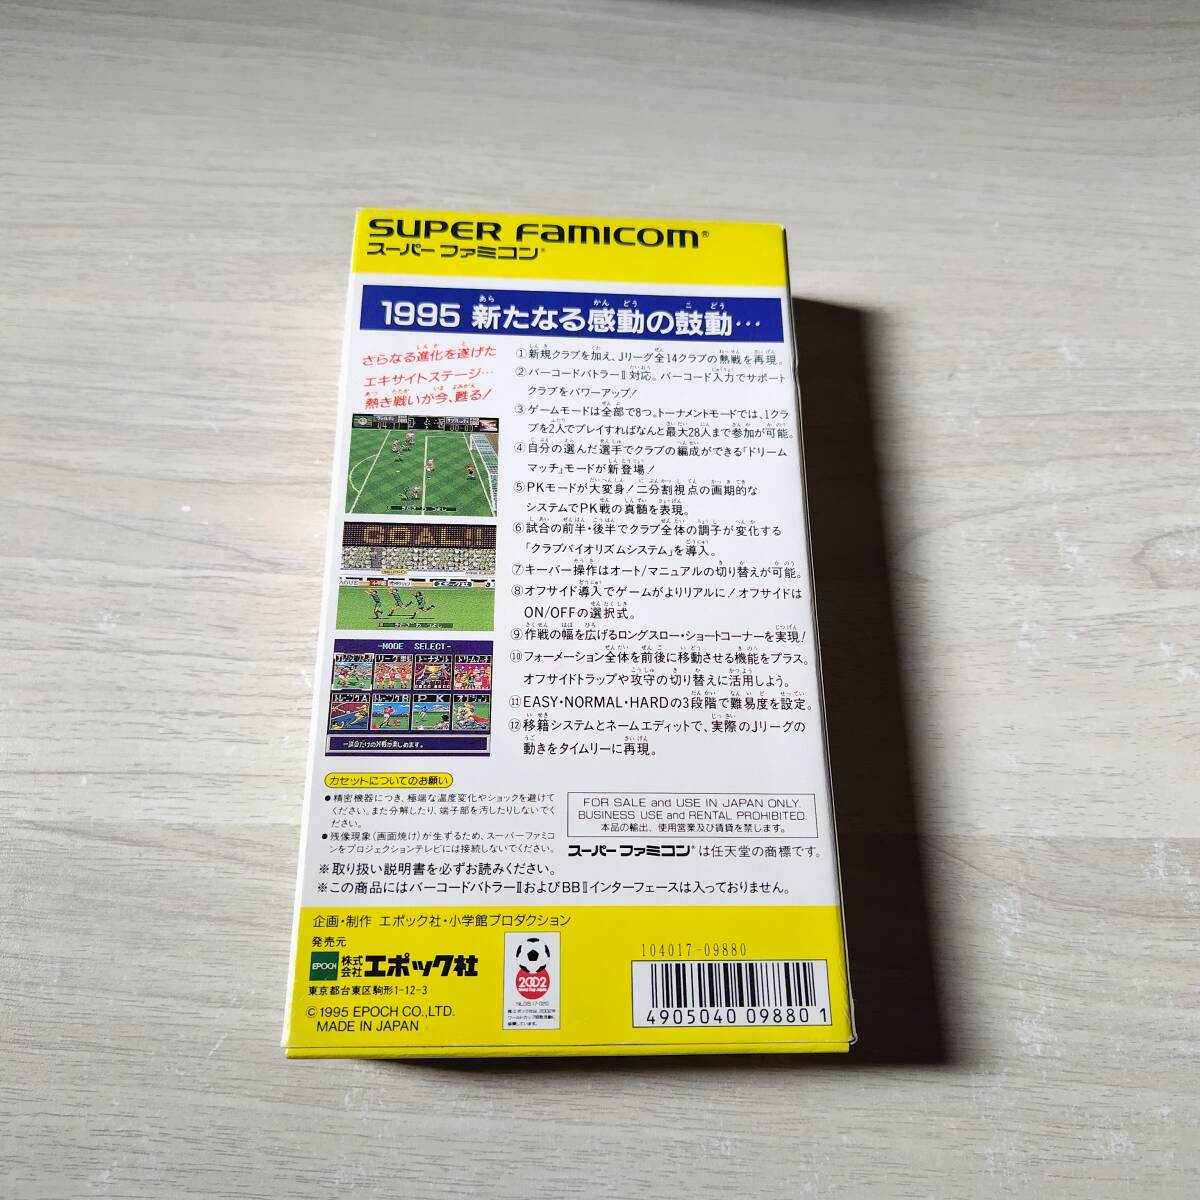 SUPER Famicom®
スーパーファミコン®
1995 新たなる感動の鼓動…
さらなる進化を遂げた
エキサイトステージ…
熱き戦いが今、甦る!
①新規クラブを加え、Jリーグ全14クラブの熱戦を再現。
②バーコードバトラーⅡ対応。バーコード入力でサポート
クラブをパワーアップ!
③ゲームモードは全部で8つ。トーナメントモードでは、1クラ
ブを2人でプレイすればなんと最大28人まで参加が可能。
④自分の選んだ選手でクラブの編成ができる「ドリーム
マッチ」モードが新登場!
⑤PKモードが大変身!二分割視点の画期的な
システムでPK戦の真髄を表現。
⑥試合の前半・後半でクラブ全体の調子が変化する
「クラブバイオリズムシステム」を導入。
⑦キーパー操作はオート/マニュアルの切り替えが可能。
⑧オフサイド導入でゲームがよりリアルに!オフサイドは
ON/OFFの選択式。
⑨作戦の幅を広げるロングスロー・ショートコーナーを実現!
⑩フォーメーション全体を前後に移動させる機能をプラス。
オフサイドトラップや攻守の切り替えに活用しよう。
⑪EASY・NORMAL・HARDの3段階で難易度を設定。
⑫移籍システムとネームエディットで、実際のJリーグの
動きをタイムリーに再現。
GOAL!!
-MODE SELECT-
トーナメント
PK
一試合だけの対戦が楽しめます。
カセットについてのお願い
●精密機器につき、極端な温度変化やショックを避けて
ください。また分解したり、端子部を汚したりしないでく
ださい。
●残像現象(画面焼け)が生ずるため、スーパーファミコ
ンをプロジェクションテレビには接続しないでください。
FOR SALE and USE IN JAPAN ONLY.
BUSINESS USE and RENTAL PROHIBITED.
本品の輸出、使用営業及び賃貸を禁じます。
スーパーファミコン®は任天堂の商標です。
※取り扱い説明書を必ずお読みください。
※この商品にはバーコードバトラーⅡおよびBBⅡインターフェースは入っておりません。
企画・制作 エポック社・小学館プロダクション
発売元
EPOCH 株式会社エポック社
東京都台東区駒形1-12-3
©1995 EPOCH CO.,LTD.
MADE IN JAPAN
2002
World Cup Japan
104017-09880
4905040 098801